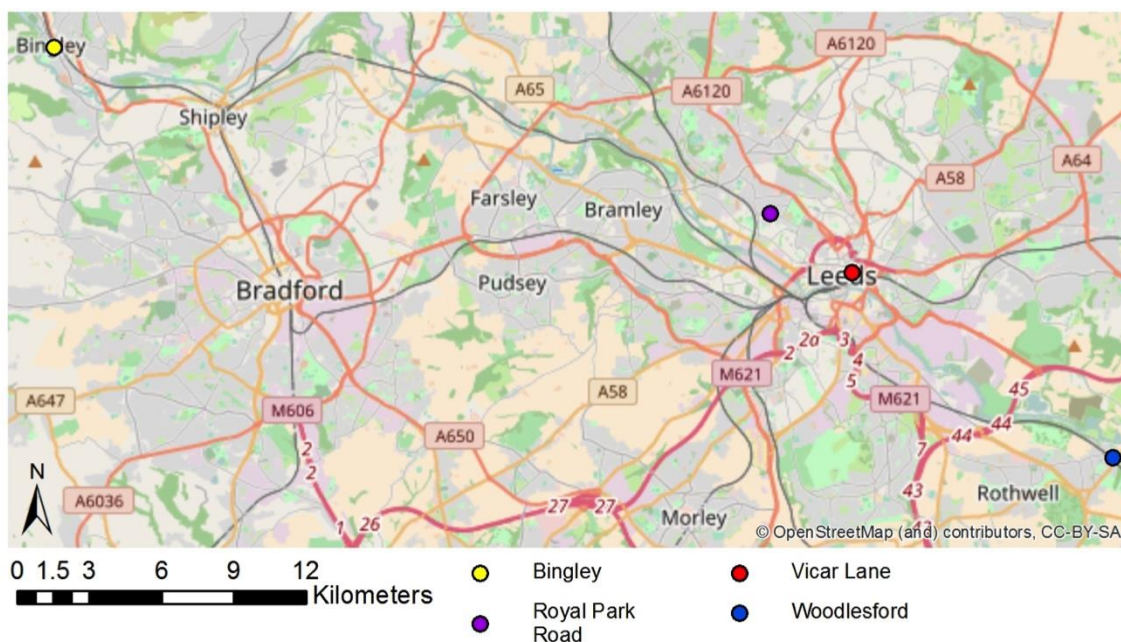 Bingley
A6120
A65
A6120
Shipley
A64
A58
Farsley
Bramley
Leeds
Bradford
Pudsey
2 2a 3
4
5
M621
45
A647
M606
A58
M621
2
2
A650
7 44 44
N
A6036
43
Rothwell
1 26
27 27
Morley
© OpenStreetMap (and) contributors, CC-BY-SA
0 1.5 3 6 9 12
Kilometers
Bingley
Vicar Lane
Royal Park
Road
Woodlesford